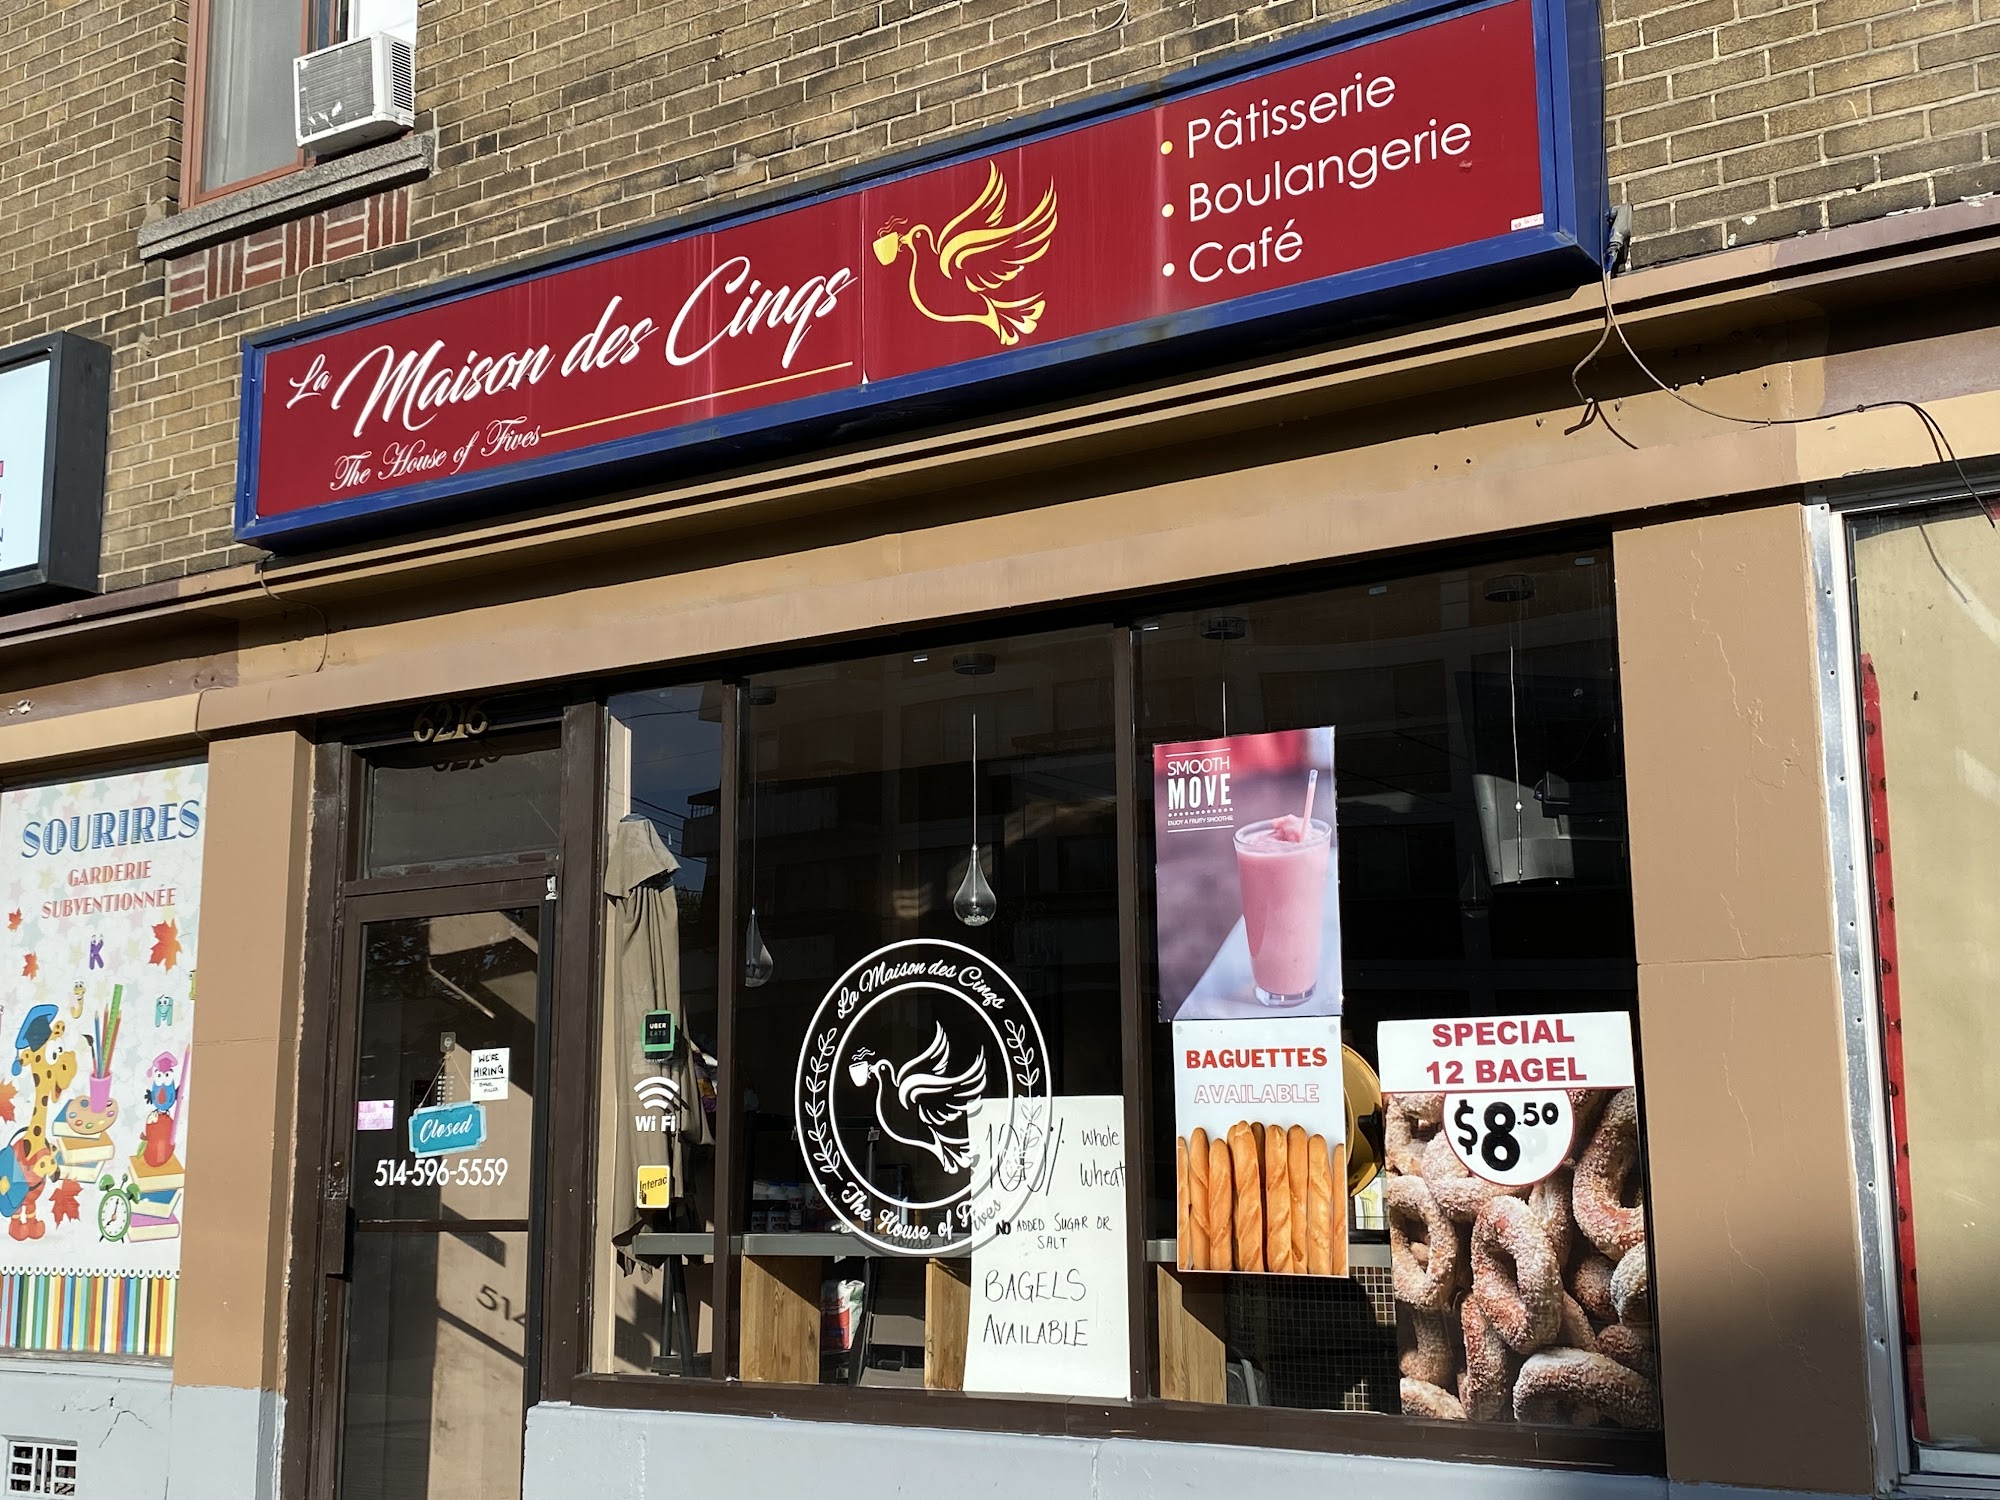 La Maison des Cinqs
The House of Fives
• Pâtisserie
• Boulangerie
• Café
6216
SOURIRES
GARDERIE
SUBVENTIONNÉE
K
WE'RE
HIRING
Closed
514-596-5559
UBER
EATS
Wi Fi
Interac
La Maison des Cinqs
The House of Fives
100% whole
wheat
NO ADDED SUGAR OR
SALT
BAGELS
AVAILABLE
SMOOTH
MOVE
ENJOY A FRUITY SMOOTHIE
BAGUETTES
AVAILABLE
SPECIAL
12 BAGEL
$8.50